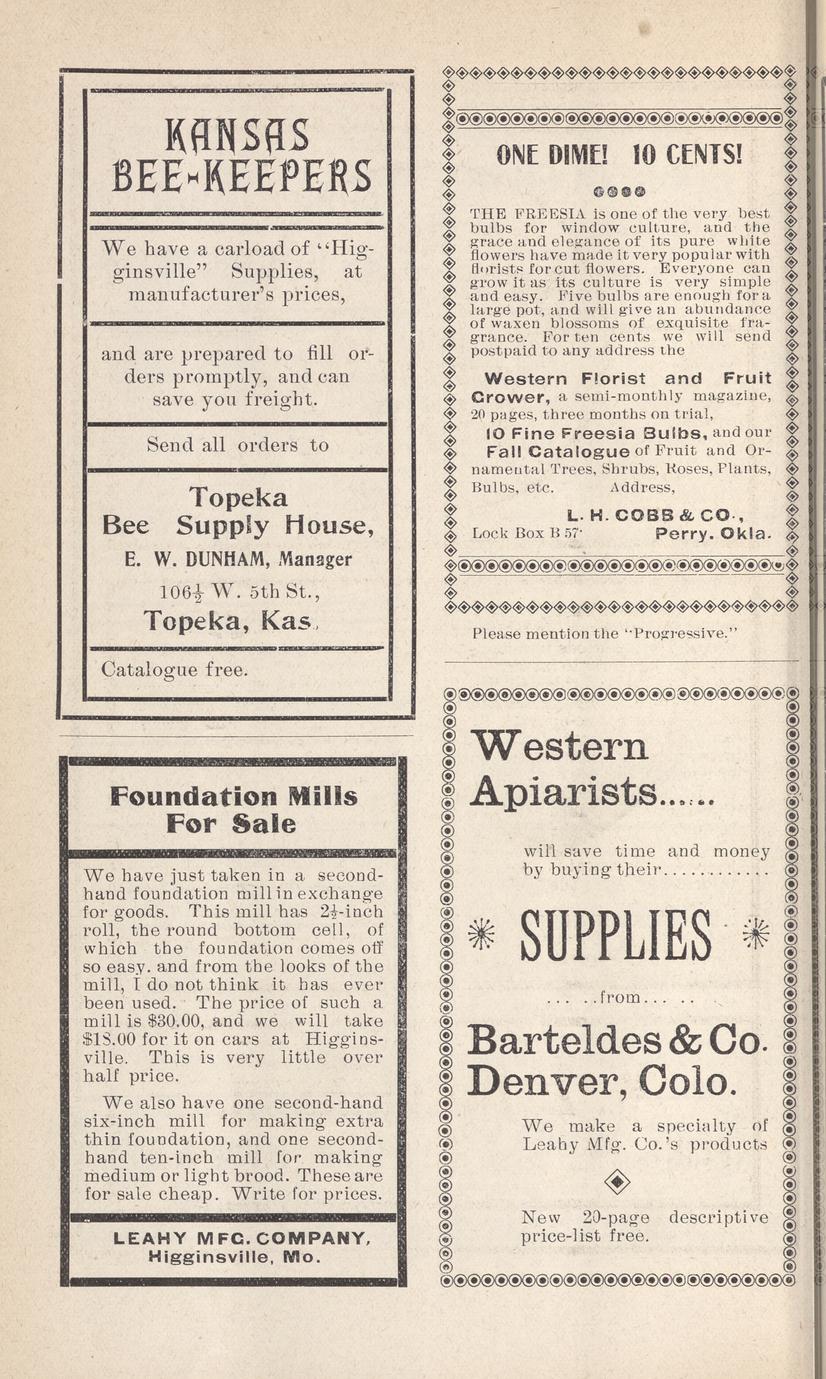 KANSAS
BEE-KEEPERS
We have a carload of “Hig-
ginsville” Supplies, at
manufacturer's prices,
and are prepared to fill or-
ders promptly, and can
save you freight.
Send all orders to
Topeka
Bee Supply House,
E. W. DUNHAM, Manager
106½ W. 5th St.,
Topeka, Kas.
Catalogue free.
Foundation Mills
For Sale
We have just taken in a second-
hand foundation mill in exchange
for goods. This mill has 2½-inch
roll, the round bottom cell, of
which the foundation comes off
so easy. and from the looks of the
mill, I do not think it has ever
been used. The price of such a
mill is $30.00, and we will take
$18.00 for it on cars at Higgins-
ville. This is very little over
half price.
We also have one second-hand
six-inch mill for making extra
thin foundation, and one second-
hand ten-inch mill for making
medium or light brood. These are
for sale cheap. Write for prices.
LEAHY MFG. COMPANY,
Higginsville, Mo.
ONE DIME! 10 CENTS!
THE FREESIA is one of the very best
bulbs for window culture, and the
grace and elegance of its pure white
flowers have made it very popular with
florists for cut flowers. Everyone can
grow it as its culture is very simple
and easy. Five bulbs are enough for a
large pot, and will give an abundance
of waxen blossoms of exquisite fra-
grance. For ten cents we will send
postpaid to any address the
Western Florist and Fruit
Grower, a semi-monthly magazine,
20 pages, three months on trial,
10 Fine Freesia Bulbs, and our
Fall Catalogue of Fruit and Or-
namental Trees, Shrubs, Roses, Plants,
Bulbs, etc. Address,
L. H. COBB & CO.,
Lock Box B 57. Perry. Okla.
Please mention the “Progressive.”
Western
Apiarists......
will save time and money
by buying their............
SUPPLIES
... ..from... ..
Barteldes & Co.
Denver, Colo.
We make a specialty of
Leahy Mfg. Co.'s products
New 20-page descriptive
price-list free.